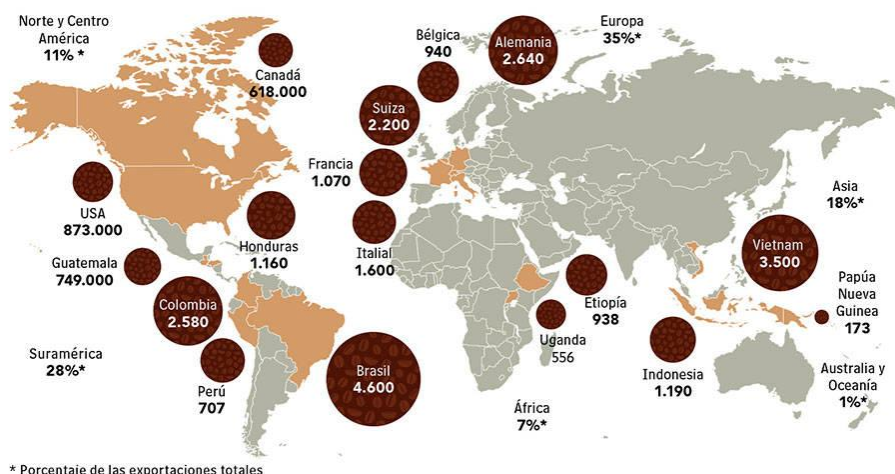 Norte y Centro
América
11% *
Canadá
618.000
Bélgica
940
Alemania
2.640
Europa
35%*
Suiza
2.200
Francia
1.070
Italial
1.600
USA
873.000
Honduras
1.160
Guatemala
749.000
Colombia
2.580
Suramérica
28%*
Perú
707
Brasil
4.600
Etiopía
938
Uganda
556
África
7%*
Asia
18%*
Vietnam
3.500
Papúa
Nueva
Guinea
173
Indonesia
1.190
Australia y
Oceanía
1%*
* Porcentaje de las exportaciones totales